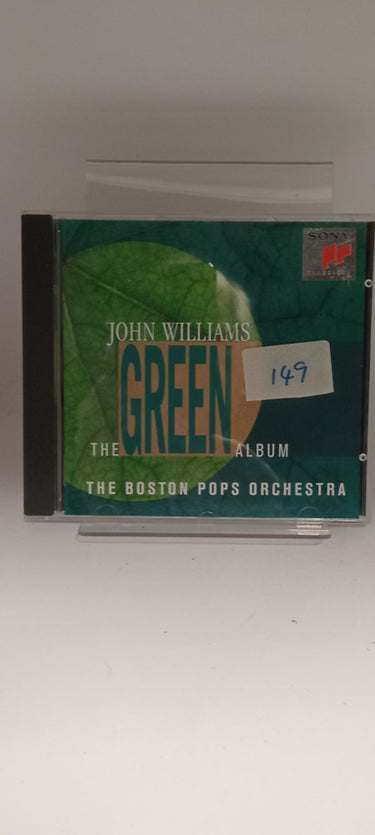 SONY
CLASSICAL
JOHN WILLIAMS
149
THE GREEN ALBUM
THE BOSTON POPS ORCHESTRA